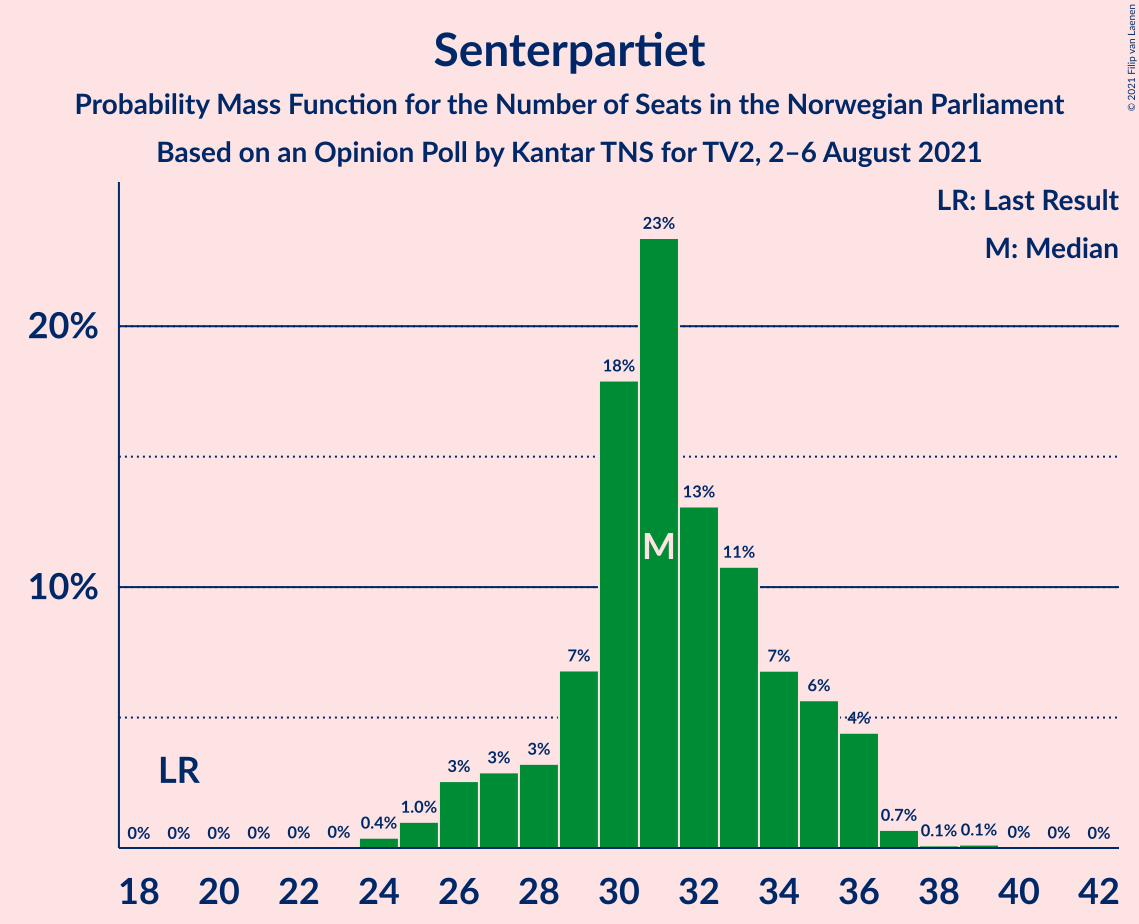 Senterpartiet
Probability Mass Function for the Number of Seats in the Norwegian Parliament
Based on an Opinion Poll by Kantar TNS for TV2, 2–6 August 2021
© 2021 Filip van Laenen
LR: Last Result
M: Median
20%
10%
23%
18%
13%
11%
M
7%
7%
6%
4%
LR
3%
3%
3%
0% 0% 0% 0% 0% 0% 0.4% 1.0% 0.7% 0.1% 0.1% 0% 0% 0%
18 20 22 24 26 28 30 32 34 36 38 40 42